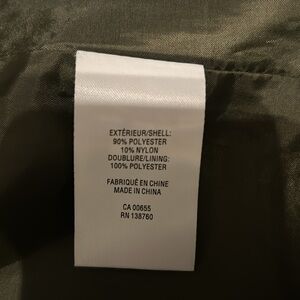 EXTÉRIEUR/SHELL:
90% POLYESTER
10% NYLON
DOUBLURE/LINING:
100% POLYESTER
FABRIQUÉ EN CHINE
MADE IN CHINA
CA 00655
RN 138760